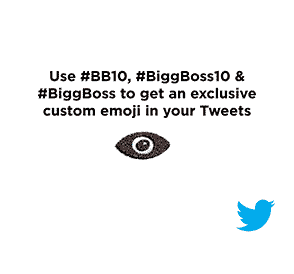 Use #BB10, #BiggBoss10 &
#BiggBoss to get an exclusive
custom emoji in your Tweets